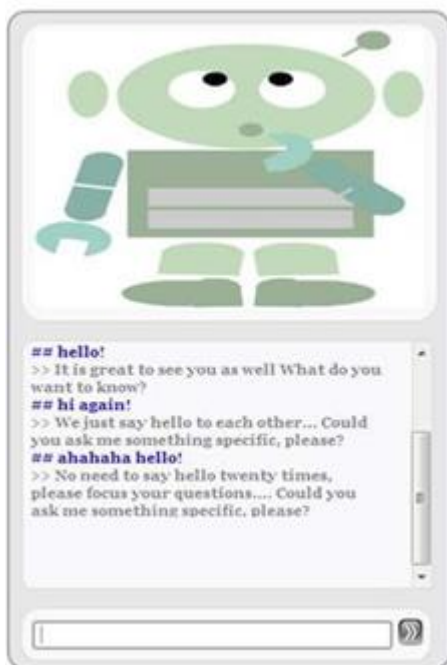 ## hello!
>> It is great to see you as well What do you
want to know?
## hi again!
>> We just say hello to each other... Could
you ask me something specific, please?
## ahahaha hello!
>> No need to say hello twenty times,
please focus your questions.... Could you
ask me something specific, please?